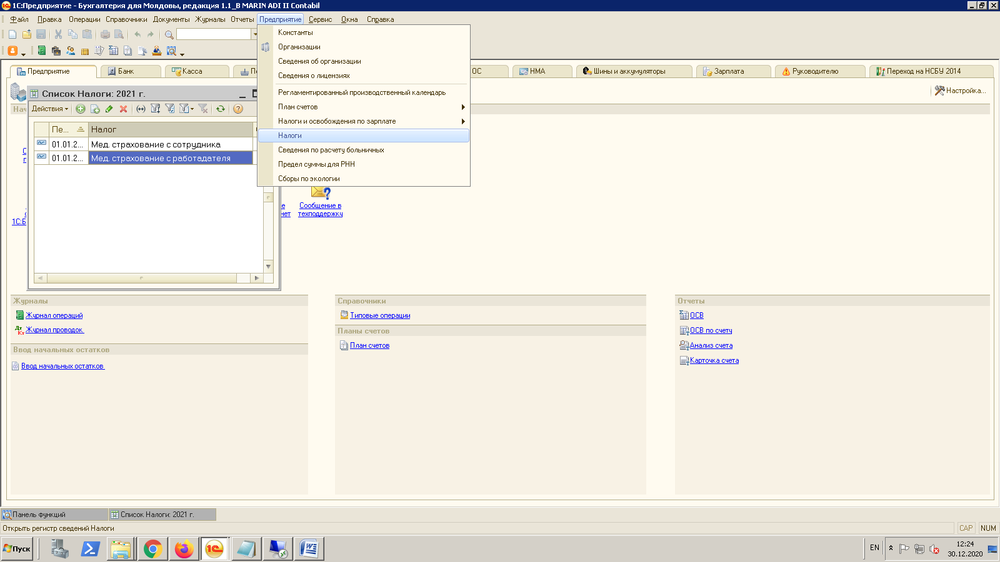 1С:Предприятие - Бухгалтерия для Молдовы, редакция 1.1_B MARIN ADI II Contabil
Файл Правка Операции Справочники Документы Журналы Отчеты Предприятие Сервис Окна Справка
Константы
Организации
Сведения об организации
Сведения о лицензиях
Регламентированный производственный календарь
План счетов
Налоги и освобождения по зарплате
Налоги
Сведения по расчету больничных
Предел суммы для РНН
Сборы по экологии
Предприятие Банк Касса ОС НМА Шины и аккумуляторы Зарплата Руководителю Переход на НСБУ 2014
Настройка...
Список Налоги: 2021 г.
Действия
Пе... Налог
01.01.2... Мед. страхование с сотрудника
01.01.2... Мед. страхование с работадателя
1С:Б
Сообщение в
техподдержку
Журналы
Журнал операций
Журнал проводок
Ввод начальных остатков
Ввод начальных остатков
Справочники
Типовые операции
Планы счетов
План счетов
Отчеты
ОСВ
ОСВ по счету
Анализ счета
Карточка счета
Панель функций Список Налоги: 2021 г.
Открыть регистр сведений Налоги CAP NUM
Пуск EN 12:24
30.12.2020